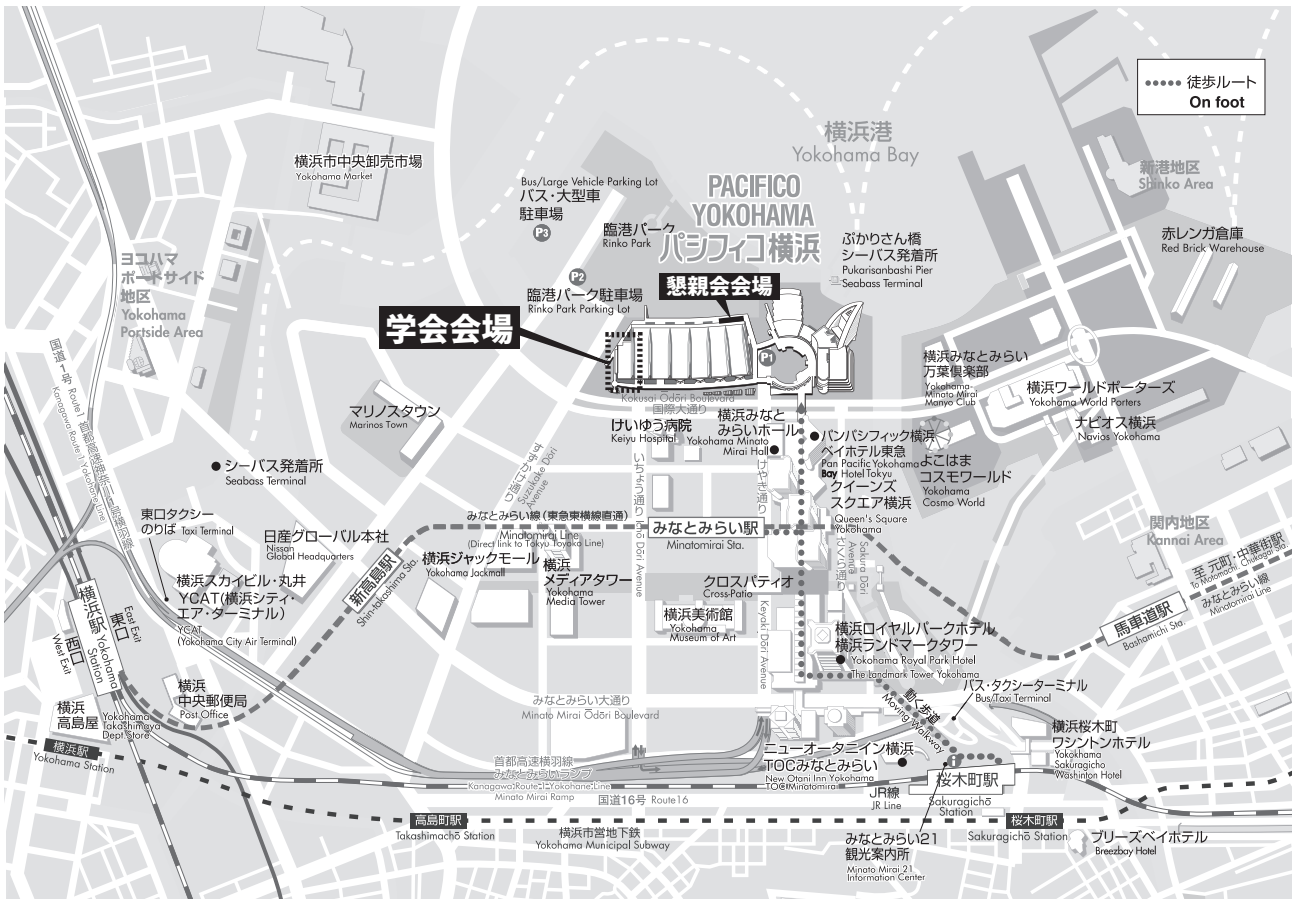 徒歩ルート
On foot
横浜港
Yokohama Bay
新港地区
Shinko Area
横浜市中央卸売市場
Yokohama Market
Bus/Large Vehicle Parking Lot
バス・大型車
駐車場
P3
臨港パーク
Rinko Park
PACIFICO
YOKOHAMA
パシフィコ横浜
ぷかりさん橋
シーバス発着所
Pukarisanbashi Pier
Seabass Terminal
赤レンガ倉庫
Red Brick Warehouse
ヨコハマ
ポートサイド
地区
Yokohama
Portside Area
P2
臨港パーク駐車場
Rinko Park Parking Lot
懇親会会場
学会会場
P1
国道1号 Route1 首都高速神奈川1号横羽線
Kanagawa Route 1 Yokohane Line
Kokusai Ōdōri Boulevard
国際大通り
横浜みなとみらい
万葉倶楽部
Yokohama-
Minato Mirai
Manyo Club
横浜ワールドポーターズ
Yokohama World Porters
ナビオス横浜
Navios Yokohama
マリノスタウン
Marinos Town
けいゆう病院
Keiyu Hospital
横浜みなと
みらいホール
Yokohama Minato
Mirai Hall
パンパシフィック横浜
ベイホテル東急
Pan Pacific Yokohama
Bay Hotel Tokyu
よこはま
コスモワールド
Yokohama
Cosmo World
シーバス発着所
Seabass Terminal
すずかけ通り
Suzukake Dōri
Avenue
いちょう通り
Ichō Dōri Avenue
けやき通り
Keyaki Dōri Avenue
クイーンズ
スクエア横浜
Queen's Square
Yokohama
さくら通り
Sakura Dōri
Avenue
東口タクシー
のりば Taxi Terminal
日産グローバル本社
Nissan
Global Headquarters
みなとみらい線(東急東横線直通)
Minatomirai Line
(Direct link to Tokyu Toyoko Line)
みなとみらい駅
Minatomirai Sta.
関内地区
Kannai Area
至 元町・中華街駅
To Motomachi, Chukagai Sta.
みなとみらい線
Minatomirai Line
馬車道駅
Bashamichi Sta.
新高島駅
Shin-takashima Sta.
横浜ジャックモール
Yokohama Jackmall
横浜
メディアタワー
Yokohama
Media Tower
クロスパティオ
Cross-Patio
横浜美術館
Yokohama
Museum of Art
横浜スカイビル・丸井
YCAT(横浜シティ・
エア・ターミナル)
YCAT
(Yokohama City Air Terminal)
横浜駅
Yokohama
Station
東口
East Exit
西口
West Exit
横浜ロイヤルパークホテル
横浜ランドマークタワー
Yokohama Royal Park Hotel
The Landmark Tower Yokohama
横浜
中央郵便局
Post Office
横浜
高島屋
Yokohama
Takashimaya
Dept. Store
みなとみらい大通り
Minato Mirai Ōdōri Boulevard
動く歩道
Moving Walkway
バス・タクシーターミナル
Bus/Taxi Terminal
横浜桜木町
ワシントンホテル
Yokokhama
Sakuragicho
Washinton Hotel
横浜駅
Yokohama Station
首都高速横羽線
みなとみらいランプ
Kanagawa Route 1 Yokohane Line
Minato Mirai Ramp
国道16号 Route16
ニューオータニイン横浜
TOCみなとみらい
New Otani Inn Yokohama
TOC Minatomirai
JR線
JR Line
桜木町駅
Sakuragichō
Station
高島町駅
Takashimachō Station
横浜市営地下鉄
Yokohama Municipal Subway
桜木町駅
Sakuragichō Station
みなとみらい21
観光案内所
Minato Mirai 21
Information Center
ブリーズベイホテル
Breezbay Hotel